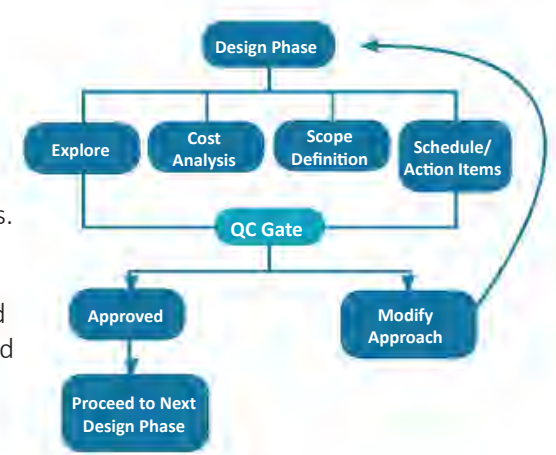 Design Phase
Explore
Cost
Analysis
Scope
Definition
Schedule/
Action Items
s.
QC Gate
d
d
Approved
Modify
Approach
Proceed to Next
Design Phase